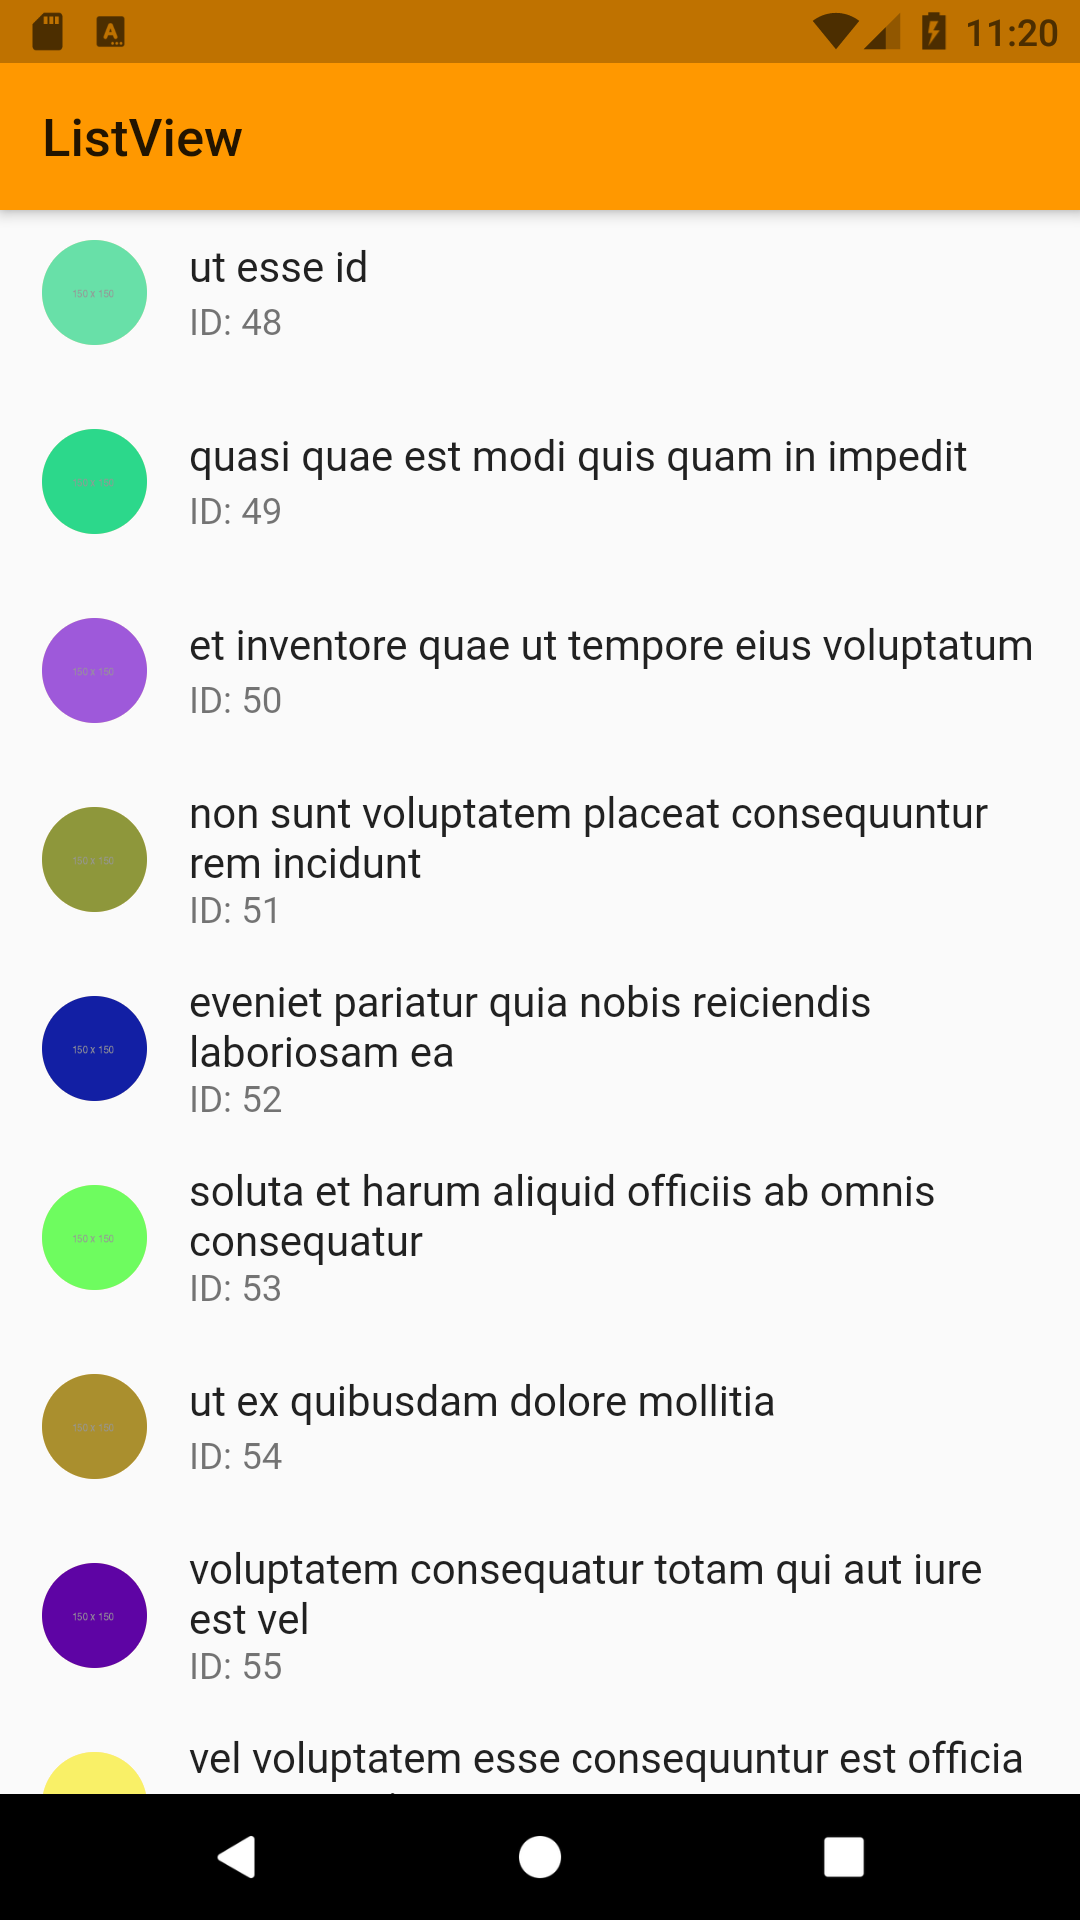 11:20
ListView
150 x 150
ut esse id
ID: 48
150 x 150
quasi quae est modi quis quam in impedit
ID: 49
150 x 150
et inventore quae ut tempore eius voluptatum
ID: 50
150 x 150
non sunt voluptatem placeat consequuntur
rem incidunt
ID: 51
150 x 150
eveniet pariatur quia nobis reiciendis
laboriosam ea
ID: 52
150 x 150
soluta et harum aliquid officiis ab omnis
consequatur
ID: 53
150 x 150
ut ex quibusdam dolore mollitia
ID: 54
150 x 150
voluptatem consequatur totam qui aut iure
est vel
ID: 55
vel voluptatem esse consequuntur est officia